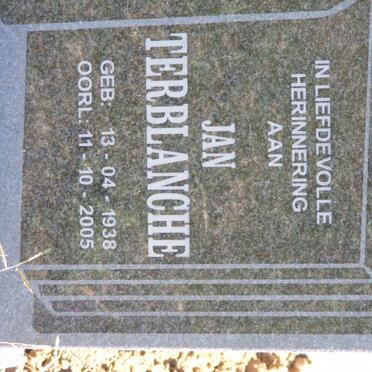 IN LIEFDEVOLLE
HERINNERING
AAN
JAN
TERBLANCHE
GEB: 13 - 04 - 1938
OORL: 11 - 10 - 2005